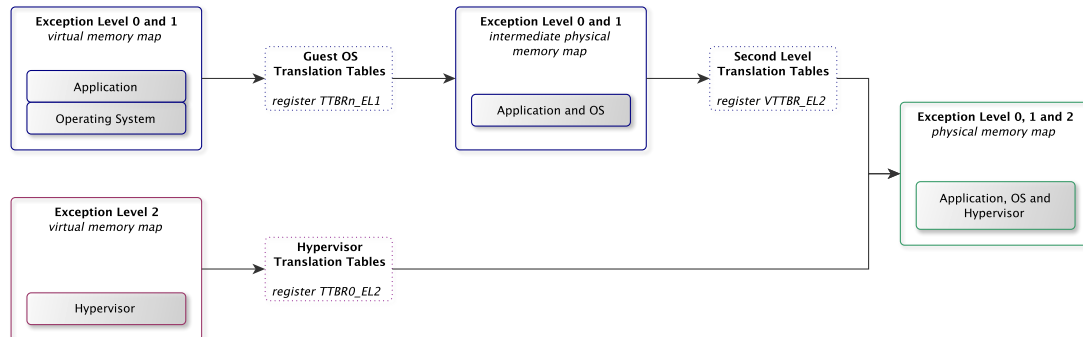 Exception Level 0 and 1
virtual memory map
Application
Operating System
Guest OS
Translation Tables
register TTBRn_EL1
Exception Level 0 and 1
intermediate physical
memory map
Application and OS
Second Level
Translation Tables
register VTTBR_EL2
Exception Level 0, 1 and 2
physical memory map
Application, OS and
Hypervisor
Exception Level 2
virtual memory map
Hypervisor
Hypervisor
Translation Tables
register TTBR0_EL2